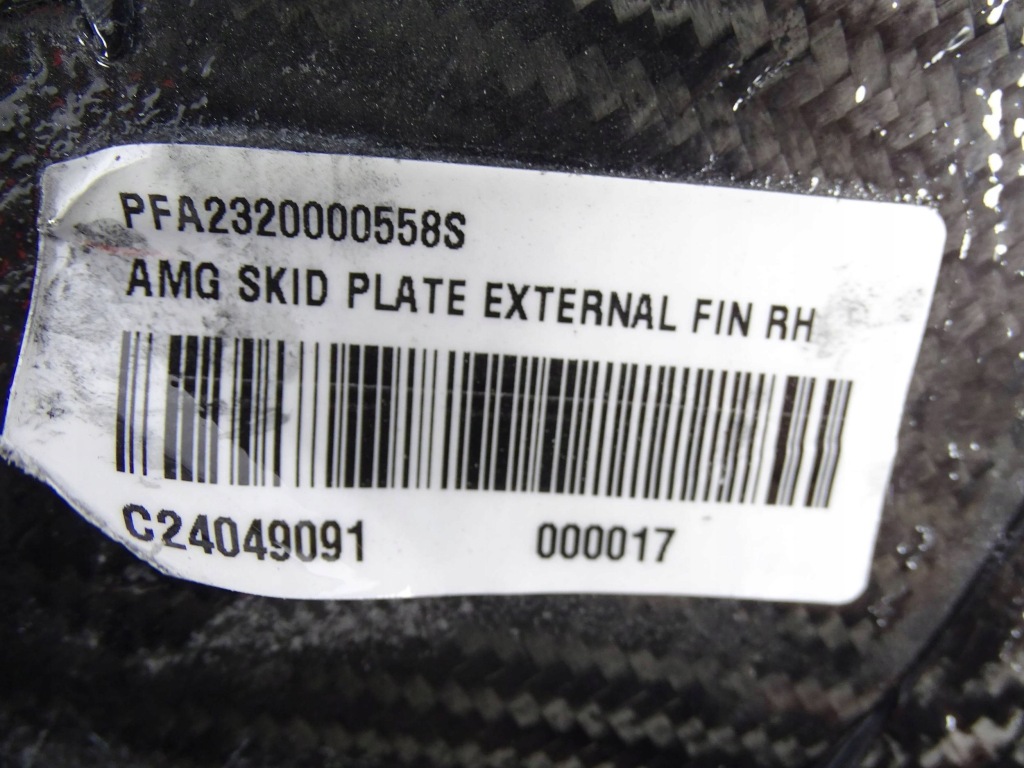 PFA2320000558S
AMG SKID PLATE EXTERNAL FIN RH
C24049091 000017